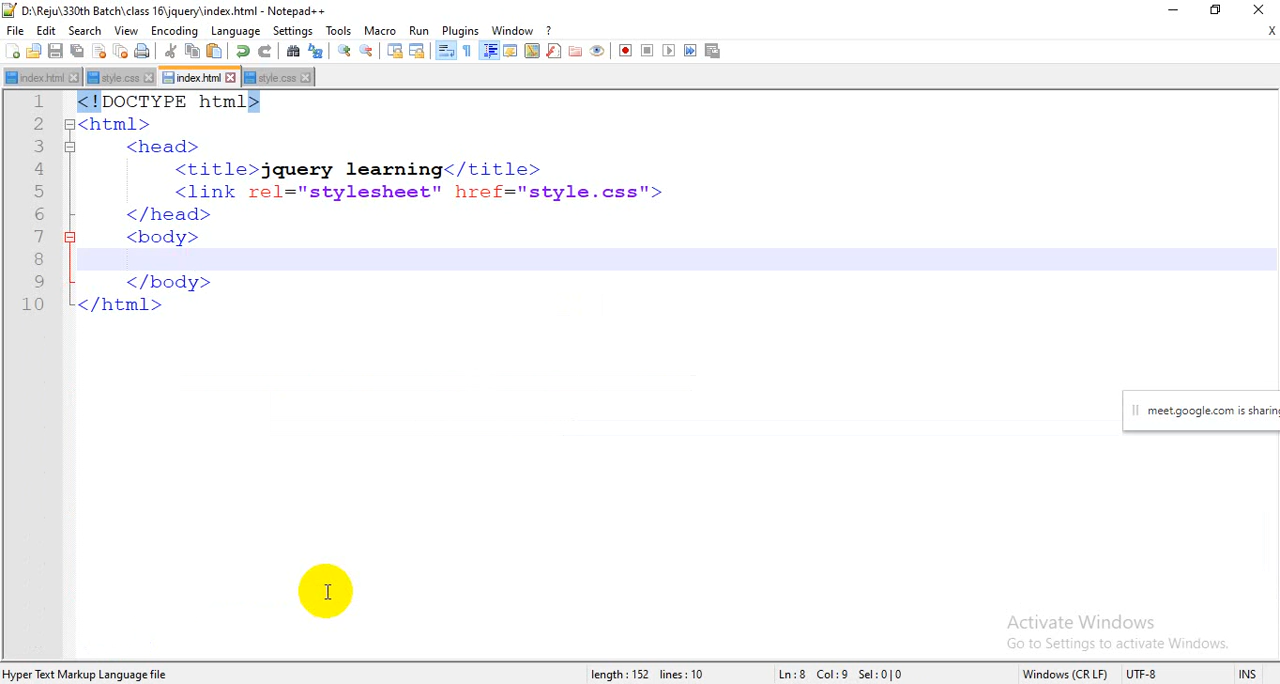 D:\Reju\330th Batch\class 16\jquery\index.html - Notepad++
File Edit Search View Encoding Language Settings Tools Macro Run Plugins Window ? X
index.html style.css index.html style.css
1 <!DOCTYPE html>
2 <html>
3 <head>
4 <title>jquery learning</title>
5 <link rel="stylesheet" href="style.css">
6 </head>
7 <body>
8
9 </body>
10 </html>
meet.google.com is sharing
Activate Windows
Go to Settings to activate Windows.
Hyper Text Markup Language file length : 152 lines : 10 Ln : 8 Col : 9 Sel : 0 | 0 Windows (CR LF) UTF-8 INS